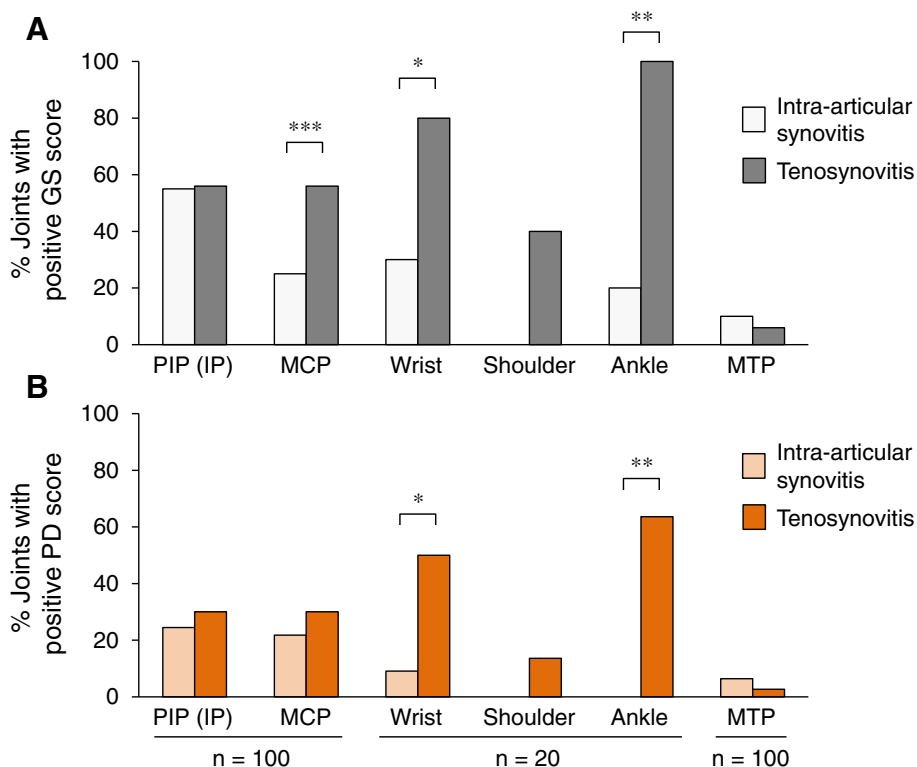 A
**
*
***
100
80
60
40
20
0
% Joints with
positive GS score
Intra-articular
synovitis
Tenosynovitis
PIP (IP) MCP Wrist Shoulder Ankle MTP
B
**
*
100
80
60
40
20
0
% Joints with
positive PD score
Intra-articular
synovitis
Tenosynovitis
PIP (IP) MCP Wrist Shoulder Ankle MTP
n = 100 n = 20 n = 100